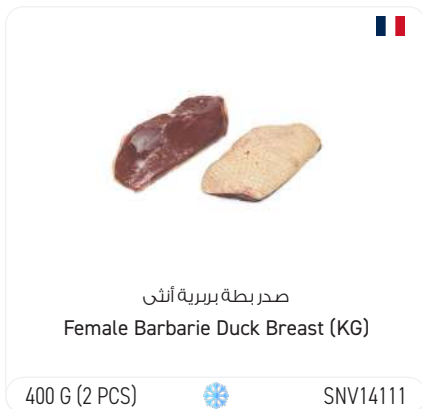 صدر بطة بربرية أنثى
Female Barbarie Duck Breast (KG)
400 G (2 PCS) SNV14111